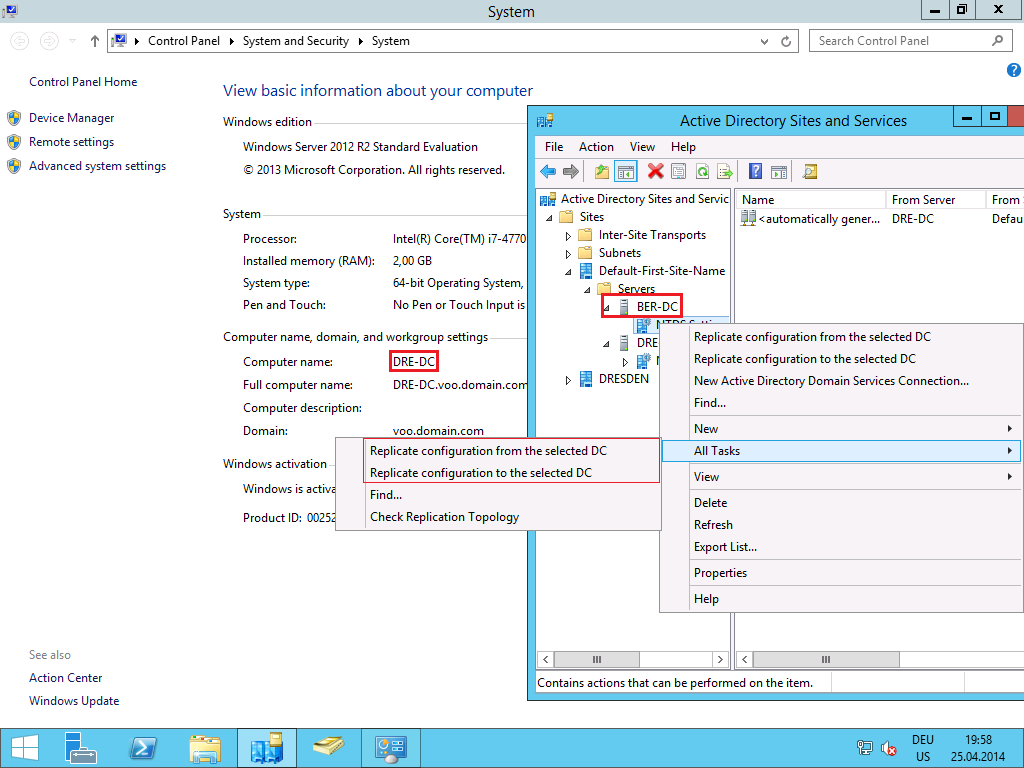 System
Control Panel System and Security System
Search Control Panel
Control Panel Home
Device Manager
Remote settings
Advanced system settings
See also
Action Center
Windows Update
View basic information about your computer
Windows edition
Windows Server 2012 R2 Standard Evaluation
© 2013 Microsoft Corporation. All rights reserved.
System
Processor: Intel(R) Core(TM) i7-4770
Installed memory (RAM): 2,00 GB
System type: 64-bit Operating System,
Pen and Touch: No Pen or Touch Input is
Computer name, domain, and workgroup settings
Computer name: DRE-DC
Full computer name: DRE-DC.voo.domain.com
Computer description:
Domain: voo.domain.com
Windows activation
Windows is activa
Product ID: 00252
Active Directory Sites and Services
File Action View Help
Active Directory Sites and Servic
Sites
Inter-Site Transports
Subnets
Default-First-Site-Name
Servers
BER-DC
NTDS
DRE
DRESDEN
Name From Server From
<automatically gener... DRE-DC Defau
Replicate configuration from the selected DC
Replicate configuration to the selected DC
New Active Directory Domain Services Connection...
Find...
New
All Tasks
View
Delete
Refresh
Export List...
Properties
Help
Replicate configuration from the selected DC
Replicate configuration to the selected DC
Find...
Check Replication Topology
Contains actions that can be performed on the item.
DEU
US
19:58
25.04.2014